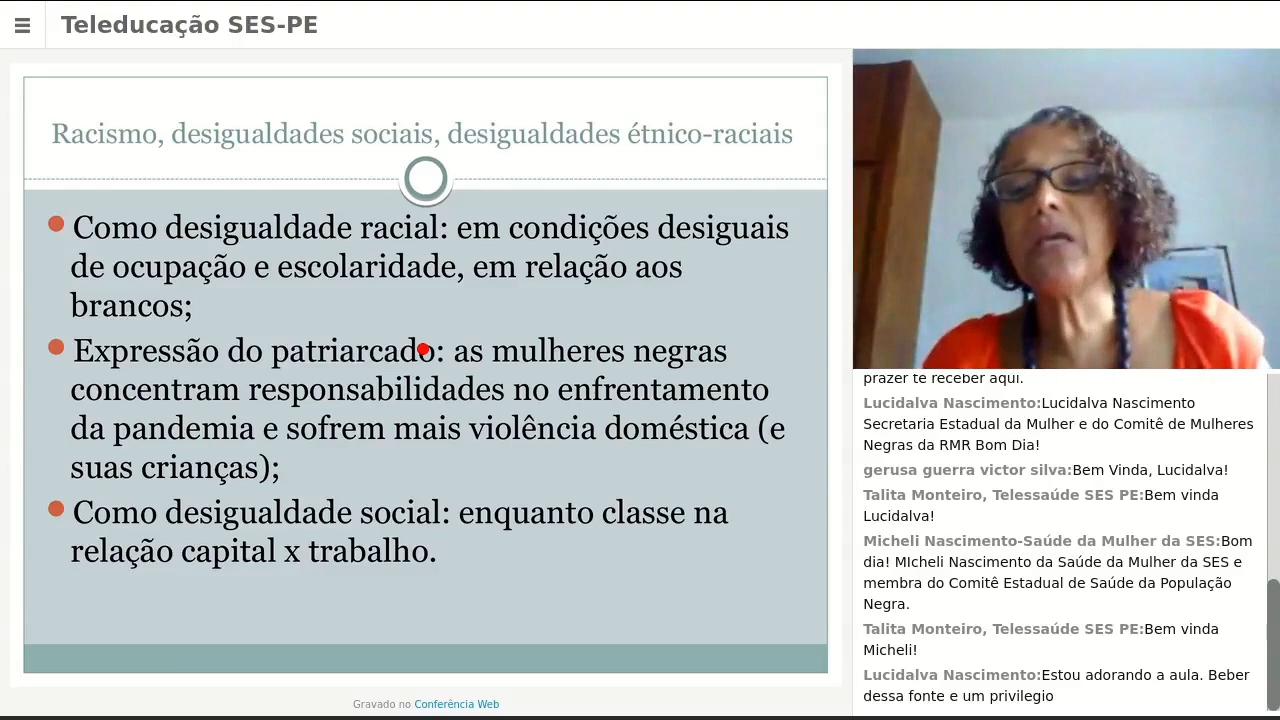 Teleducação SES-PE
Racismo, desigualdades sociais, desigualdades étnico-raciais
Como desigualdade racial: em condições desiguais
de ocupação e escolaridade, em relação aos
brancos;
Expressão do patriarcado: as mulheres negras
concentram responsabilidades no enfrentamento
da pandemia e sofrem mais violência doméstica (e
suas crianças);
Como desigualdade social: enquanto classe na
relação capital x trabalho.
Gravado no Conferência Web
prazer te receber aqui.
Lucidalva Nascimento:Lucidalva Nascimento
Secretaria Estadual da Mulher e do Comitê de Mulheres
Negras da RMR Bom Dia!
gerusa guerra victor silva:Bem Vinda, Lucidalva!
Talita Monteiro, Telessaúde SES PE:Bem vinda
Lucidalva!
Micheli Nascimento-Saúde da Mulher da SES:Bom
dia! MIcheli Nascimento da Saúde da Mulher da SES e
membra do Comitê Estadual de Saúde da População
Negra.
Talita Monteiro, Telessaúde SES PE:Bem vinda
Micheli!
Lucidalva Nascimento:Estou adorando a aula. Beber
dessa fonte e um privilegio